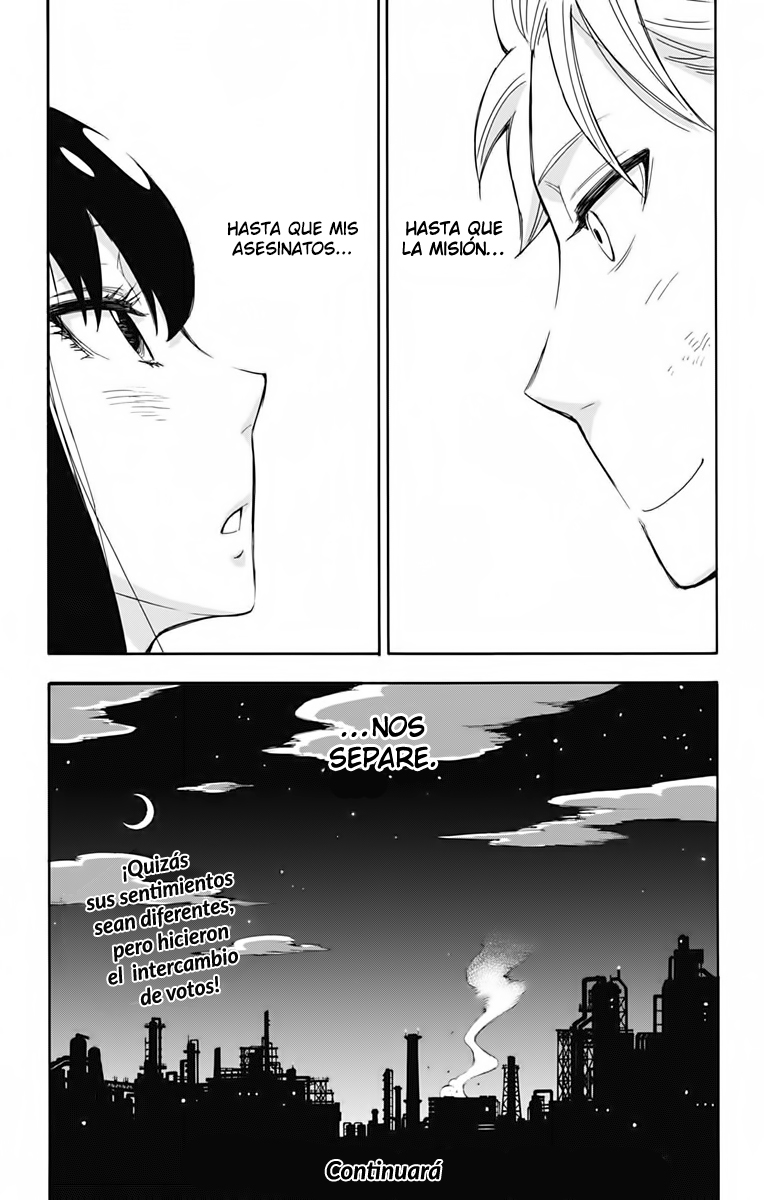 HASTA QUE
LA MISIÓN...
HASTA QUE MIS
ASESINATOS...
...NOS
SEPARE.
¡Quizás
sus sentimientos
sean diferentes,
pero hicieron
el intercambio
de votos!
Continuará